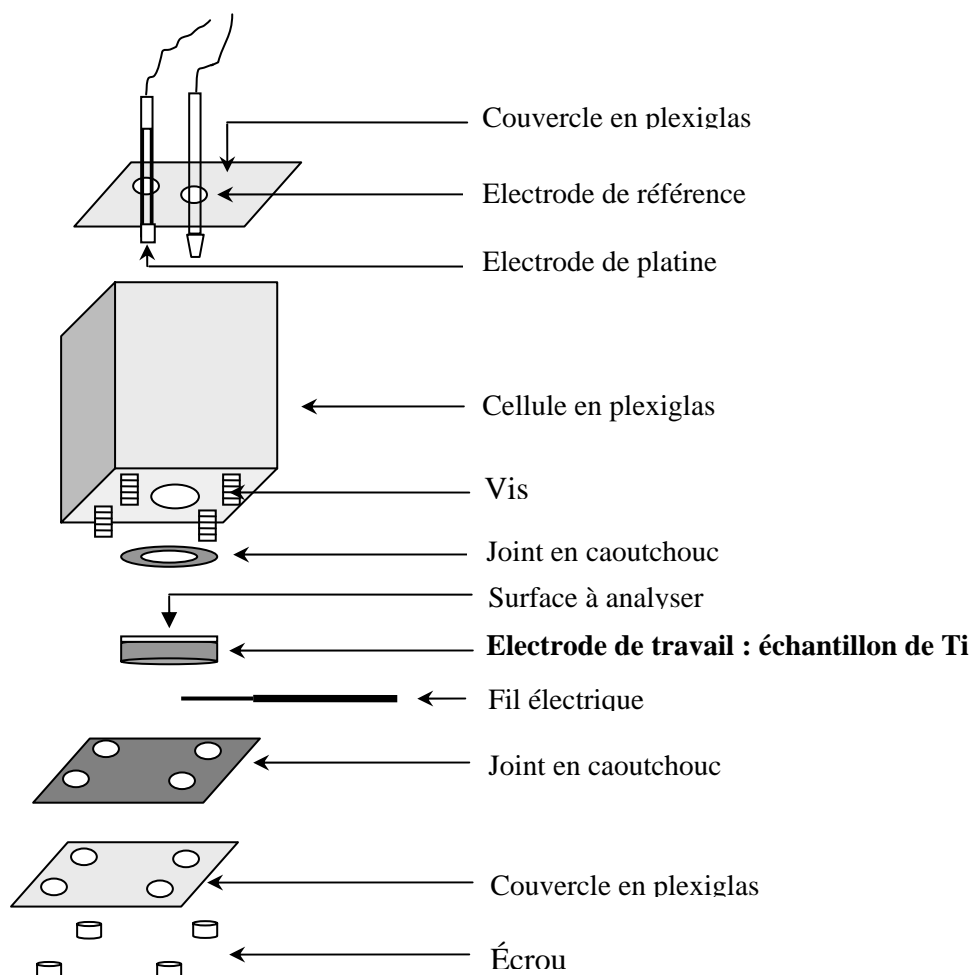 Couvercle en plexiglas
Electrode de référence
Electrode de platine
Cellule en plexiglas
Vis
Joint en caoutchouc
Surface à analyser
Electrode de travail : échantillon de Ti
Fil électrique
Joint en caoutchouc
Couvercle en plexiglas
Écrou